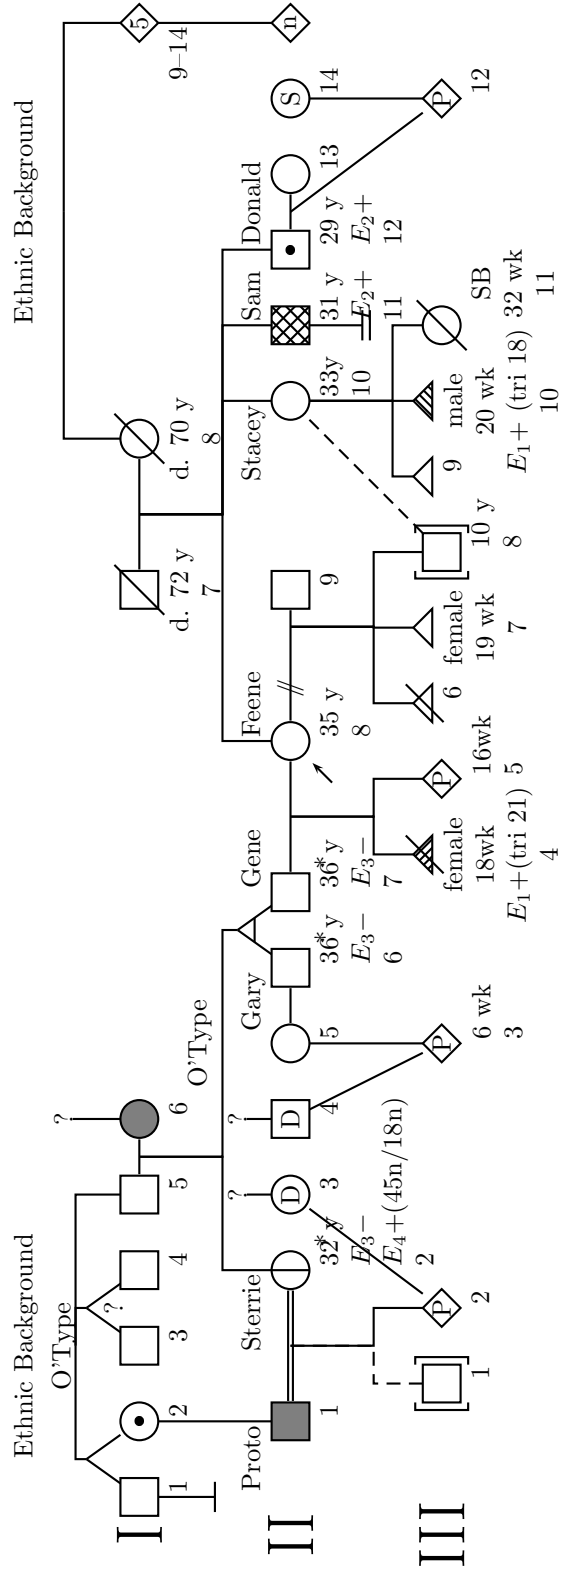 Ethnic Background
Ethnic Background
O'Type
?
?
5
9–14
n
I
1
2
3
4
5
6
d. 72 y
7
d. 70 y
8
O'Type
II
Proto
1
Sterrie
32* y
E₃−
E₄+(45n/18n)
2
?
D
3
?
D
4
5
Gary
36* y
E₃−
6
Gene
36* y
E₃−
7
Feene
35 y
8
9
Stacey
33y
10
Sam
31 y
E₂+
11
Donald
29 y
E₂+
12
13
S
14
III
1
P
2
P
6 wk
3
female
18wk
E₁+(tri 21)
4
P
16wk
5
6
female
19 wk
7
10 y
8
9
male
20 wk
E₁+ (tri 18)
10
SB
32 wk
11
P
12